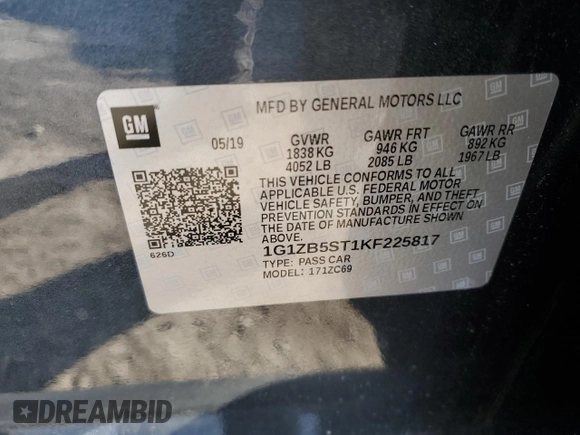 GM
MFD BY GENERAL MOTORS LLC
05/19 GVWR GAWR FRT GAWR RR
1838 KG 946 KG 892 KG
4052 LB 2085 LB 1967 LB
THIS VEHICLE CONFORMS TO ALL
APPLICABLE U.S. FEDERAL MOTOR
VEHICLE SAFETY, BUMPER, AND THEFT
PREVENTION STANDARDS IN EFFECT ON
THE DATE OF MANUFACTURE SHOWN
ABOVE.
626D
1G1ZB5ST1KF225817
TYPE: PASS CAR
MODEL: 171ZC69
DREAMBID